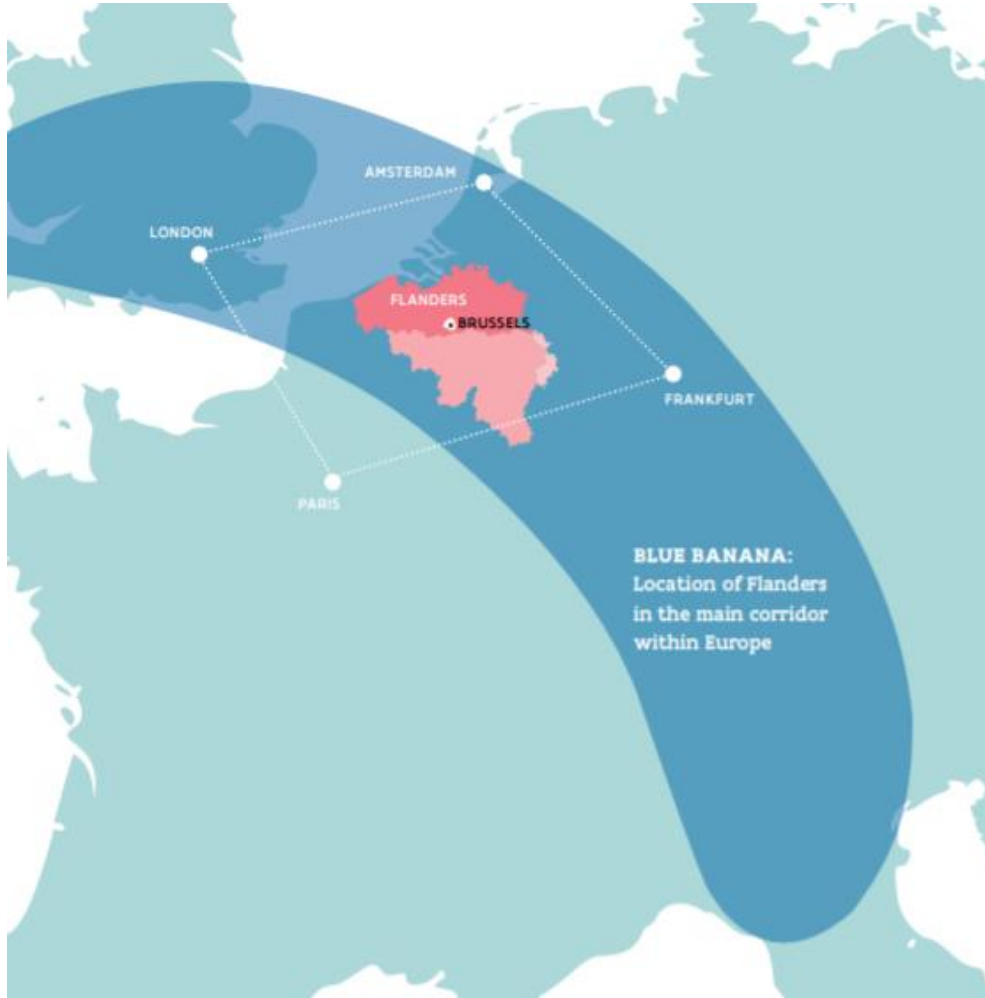 AMSTERDAM
LONDON
FLANDERS
BRUSSELS
FRANKFURT
PARIS
BLUE BANANA:
Location of Flanders
in the main corridor
within Europe